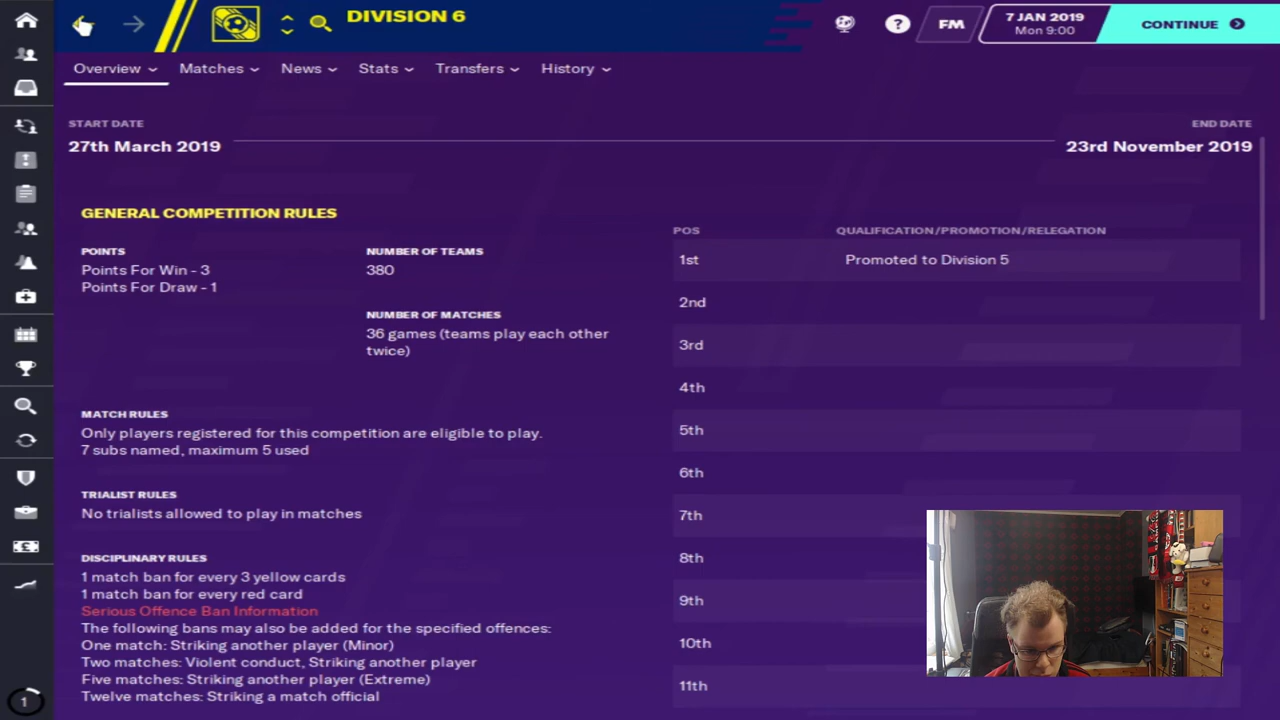 DIVISION 6
FM
7 JAN 2019
Mon 9:00
CONTINUE
Overview
Matches
News
Stats
Transfers
History
START DATE
27th March 2019
END DATE
23rd November 2019
GENERAL COMPETITION RULES
POINTS
Points For Win - 3
Points For Draw - 1
NUMBER OF TEAMS
380
NUMBER OF MATCHES
36 games (teams play each other
twice)
MATCH RULES
Only players registered for this competition are eligible to play.
7 subs named, maximum 5 used
TRIALIST RULES
No trialists allowed to play in matches
DISCIPLINARY RULES
1 match ban for every 3 yellow cards
1 match ban for every red card
Serious Offence Ban Information
The following bans may also be added for the specified offences:
One match: Striking another player (Minor)
Two matches: Violent conduct, Striking another player
Five matches: Striking another player (Extreme)
Twelve matches: Striking a match official
POS QUALIFICATION/PROMOTION/RELEGATION
1st Promoted to Division 5
2nd
3rd
4th
5th
6th
7th
8th
9th
10th
11th
1